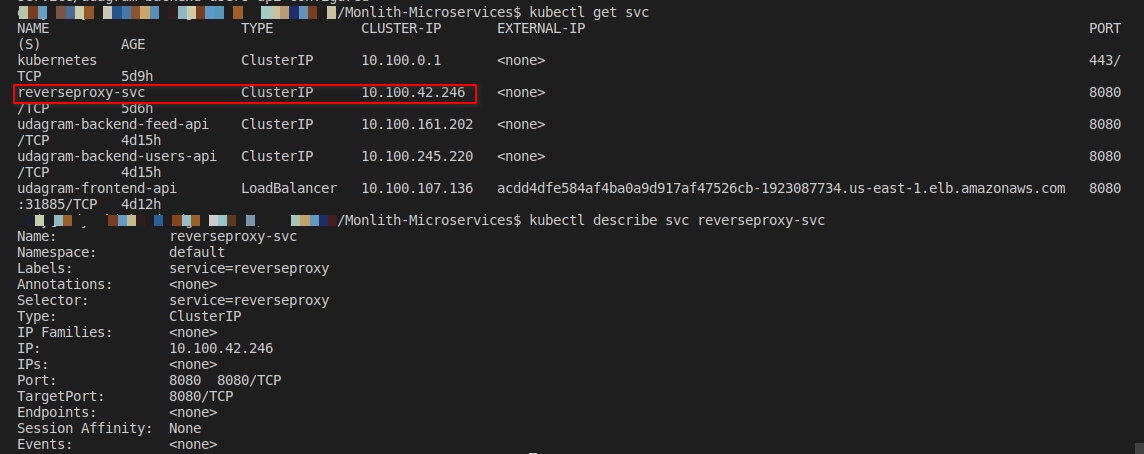 /Monlith-Microservices$ kubectl get svc
NAME TYPE CLUSTER-IP EXTERNAL-IP PORT
(S) AGE
kubernetes ClusterIP 10.100.0.1 <none> 443/
TCP 5d9h
reverseproxy-svc ClusterIP 10.100.42.246 <none> 8080
/TCP 5d6h
udagram-backend-feed-api ClusterIP 10.100.161.202 <none> 8080
/TCP 4d15h
udagram-backend-users-api ClusterIP 10.100.245.220 <none> 8080
/TCP 4d15h
udagram-frontend-api LoadBalancer 10.100.107.136 acdd4dfe584af4ba0a9d917af47526cb-1923087734.us-east-1.elb.amazonaws.com 8080
:31885/TCP 4d12h
/Monlith-Microservices$ kubectl describe svc reverseproxy-svc
Name: reverseproxy-svc
Namespace: default
Labels: service=reverseproxy
Annotations: <none>
Selector: service=reverseproxy
Type: ClusterIP
IP Families: <none>
IP: 10.100.42.246
IPs: <none>
Port: 8080 8080/TCP
TargetPort: 8080/TCP
Endpoints: <none>
Session Affinity: None
Events: <none>